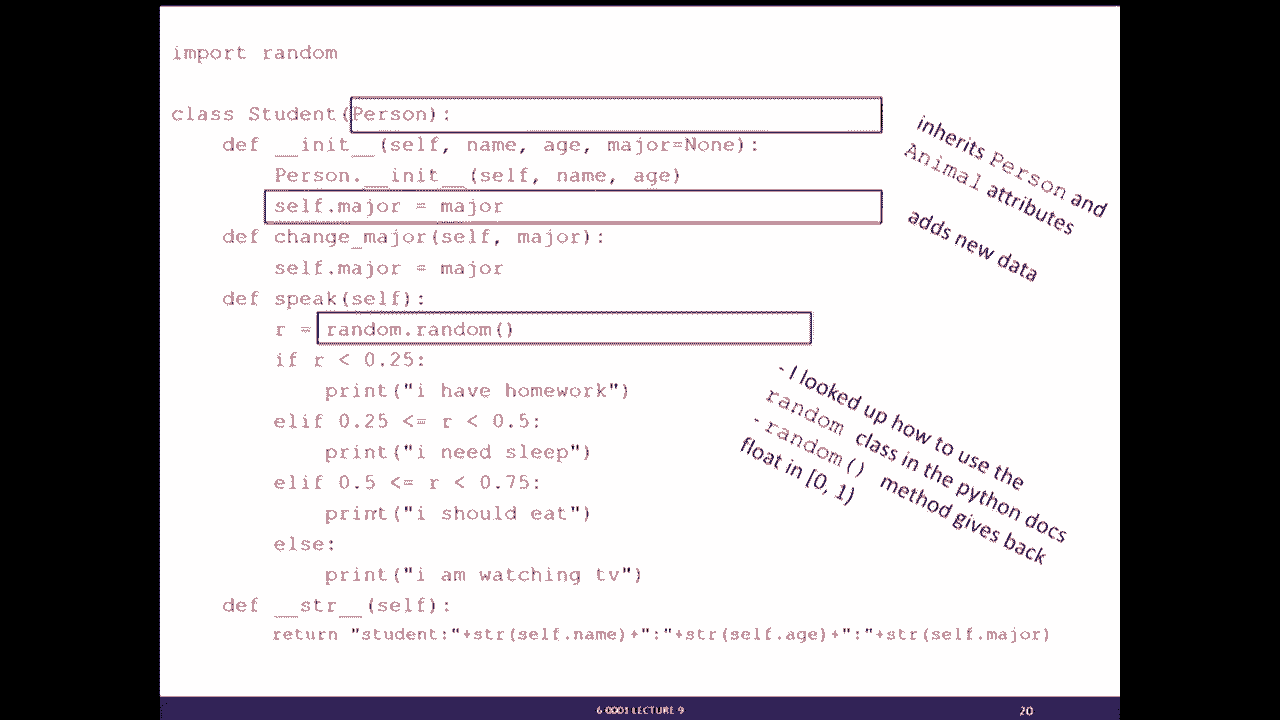 import random
class Student(Person):
def __init__(self, name, age, major=None):
Person.__init__(self, name, age)
self.major = major
def change_major(self, major):
self.major = major
def speak(self):
r = random.random()
if r < 0.25:
print("i have homework")
elif 0.25 <= r < 0.5:
print("i need sleep")
elif 0.5 <= r < 0.75:
print("i should eat")
else:
print("i am watching tv")
def __str__(self):
return "student:"+str(self.name)+":"+str(self.age)+":"+str(self.major)
inherits Person and
Animal attributes
adds new data
- I looked up how to use the
random class in the python docs
- random() method gives back
float in [0, 1)
6.0001 LECTURE 9
20